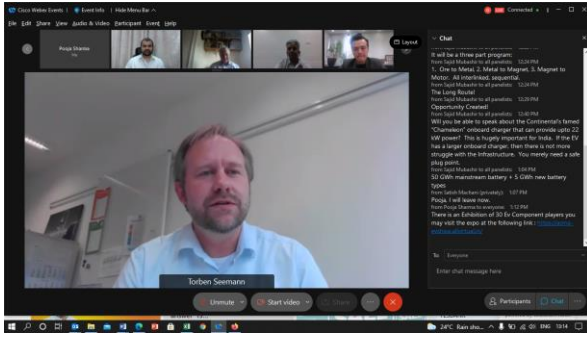 Cisco Webex Events | Event Info | Hide Menu Bar
Connected
File Edit Share View Audio & Video Participant Event Help
Pooja Sharma
Me
Layout
Chat
from Sajid Mubashir to all panelists: 12:24 PM
It will be a three part program:
1. Ore to Metal, 2. Metal to Magnet, 3. Magnet to
Motor. All interlinked, sequential.
from Sajid Mubashir to all panelists: 12:24 PM
The Long Route!
from Sajid Mubashir to all panelists: 12:29 PM
Opportunity Created!
from Sajid Mubashir to all panelists: 12:40 PM
Will you be able to speak about the Continental's famed
"Chameleon" onboard charger that can provide upto 22
kW power? This is hugely important for India. If the EV
has a larger onboard charger, then there is not more
struggle with the Infrastructure. You merely need a safe
plug point.
from Sajid Mubashir to all panelists: 1:04 PM
50 GWh mainstream battery + 5 GWh new battery
types
from Satish Machani (privately): 1:07 PM
Pooja, I will leave now.
from Pooja Sharma to everyone: 1:12 PM
There is an Exhibition of 30 Ev Component players you
may visit the expo at the following link :
To: Everyone
Enter chat message here
Torben Seemann
Unmute
Start video
Share
Participants
Chat
24°C Rain sho...
ENG
13:14